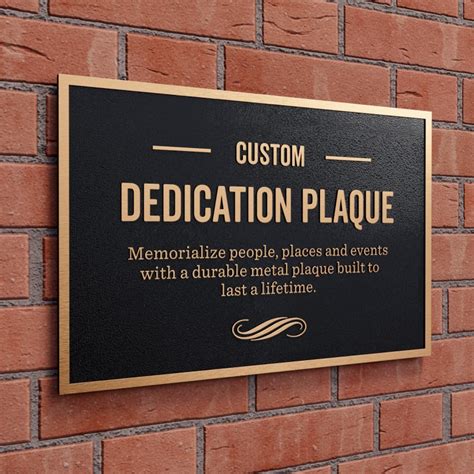 CUSTOM
DEDICATION PLAQUE
Memorialize people, places and events
with a durable metal plaque built to
last a lifetime.